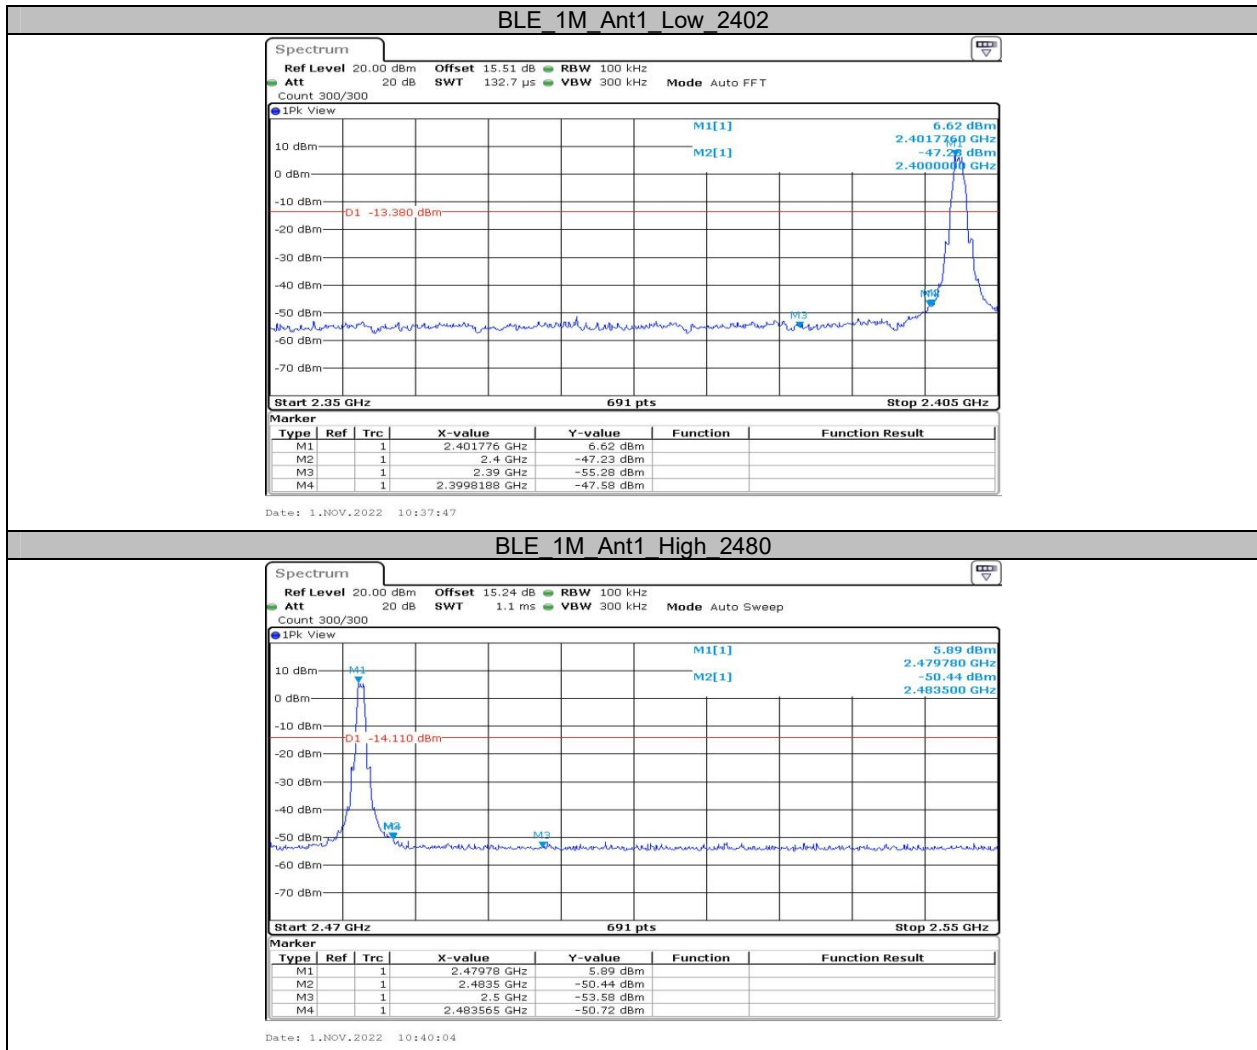 BLE_1M_Ant1_Low_2402
Spectrum
Ref Level 20.00 dBm Offset 15.51 dB RBW 100 kHz
Att 20 dB SWT 132.7 µs VBW 300 kHz Mode Auto FFT
Count 300/300
1Pk View
M1[1] 6.62 dBm
2.4017760 GHz
M2[1] -47.23 dBm
2.4000000 GHz
M1
10 dBm
0 dBm
-10 dBm
D1 -13.380 dBm
-20 dBm
-30 dBm
-40 dBm
-50 dBm
M3
-60 dBm
-70 dBm
Start 2.35 GHz 691 pts Stop 2.405 GHz
Marker
Type Ref Trc X-value Y-value Function Function Result
M1 1 2.401776 GHz 6.62 dBm
M2 1 2.4 GHz -47.23 dBm
M3 1 2.39 GHz -55.28 dBm
M4 1 2.3998188 GHz -47.58 dBm
Date: 1.NOV.2022 10:37:47
BLE_1M_Ant1_High_2480
Spectrum
Ref Level 20.00 dBm Offset 15.24 dB RBW 100 kHz
Att 20 dB SWT 1.1 ms VBW 300 kHz Mode Auto Sweep
Count 300/300
1Pk View
M1[1] 5.89 dBm
2.479780 GHz
M2[1] -50.44 dBm
2.483500 GHz
10 dBm M1
0 dBm
-10 dBm
D1 -14.110 dBm
-20 dBm
-30 dBm
-40 dBm
-50 dBm M3
-60 dBm
-70 dBm
Start 2.47 GHz 691 pts Stop 2.55 GHz
Marker
Type Ref Trc X-value Y-value Function Function Result
M1 1 2.47978 GHz 5.89 dBm
M2 1 2.4835 GHz -50.44 dBm
M3 1 2.5 GHz -53.58 dBm
M4 1 2.483565 GHz -50.72 dBm
Date: 1.NOV.2022 10:40:04